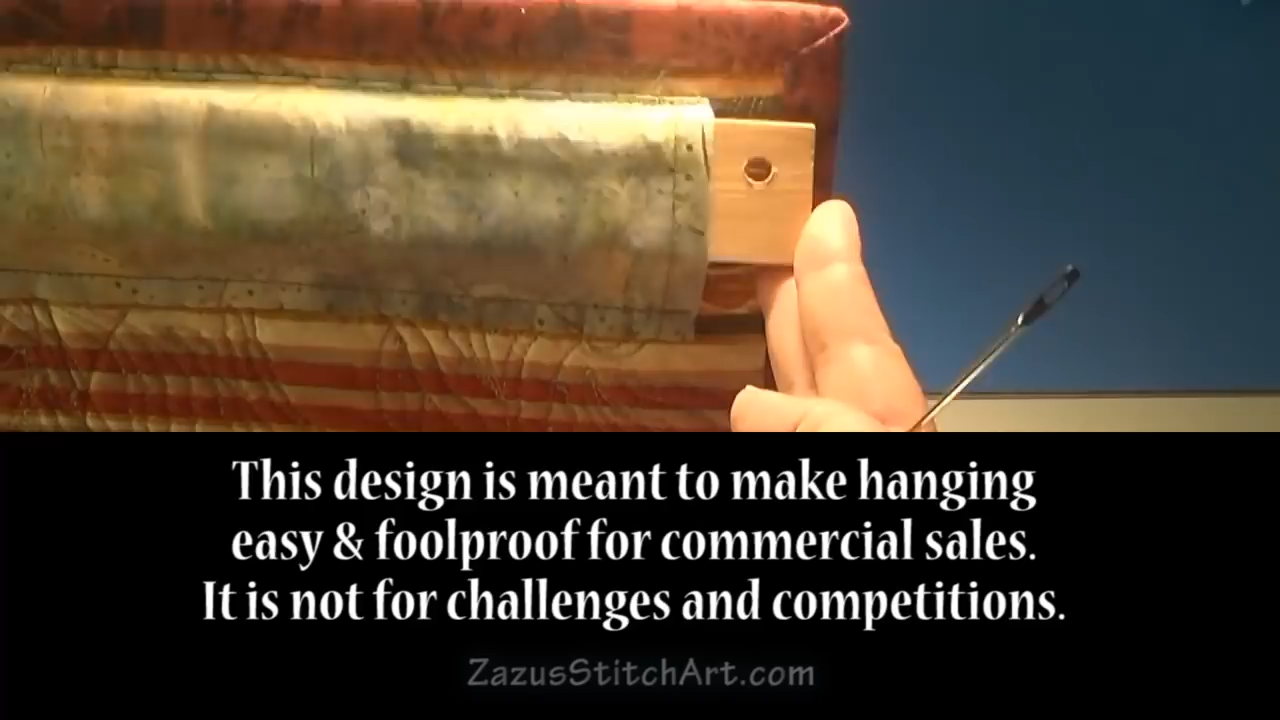 This design is meant to make hanging
easy & foolproof for commercial sales.
It is not for challenges and competitions.
ZazusStitchArt.com